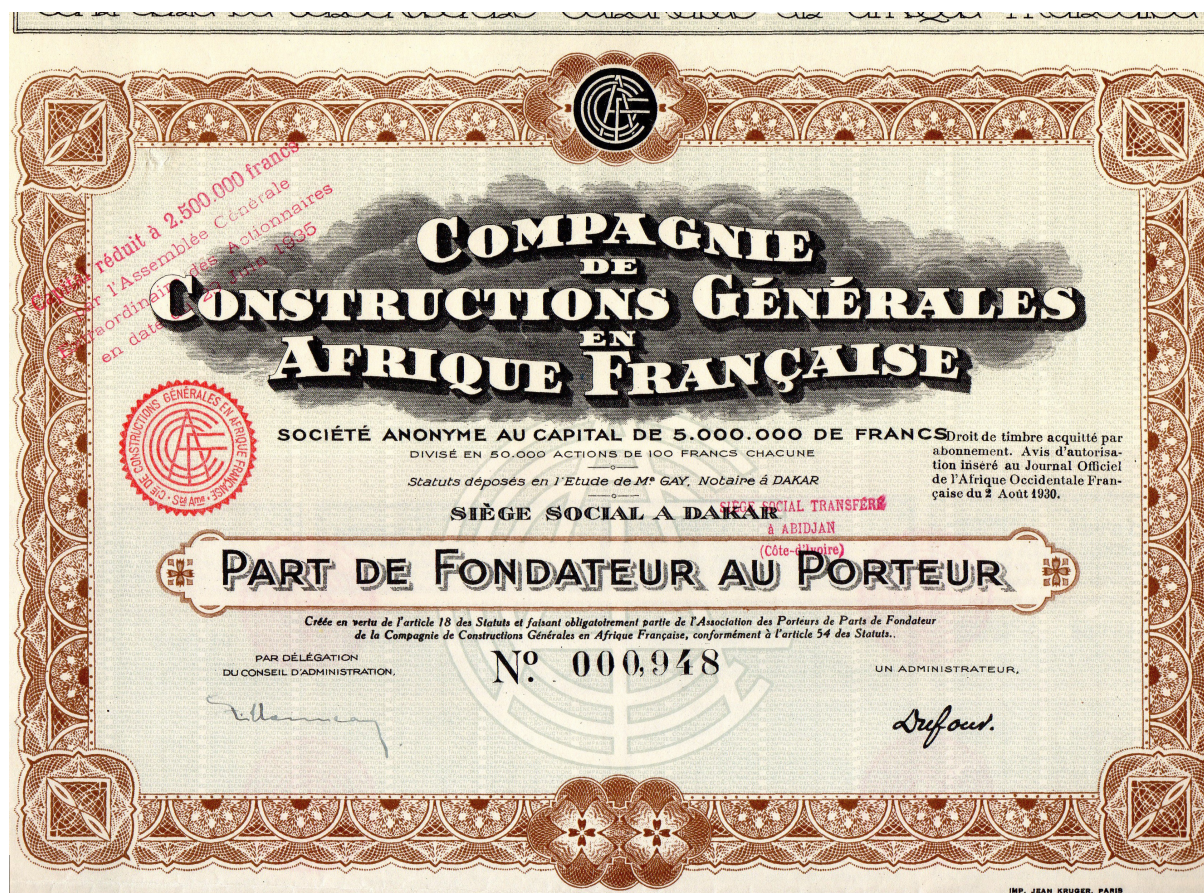 Capital réduit à 2.500.000 francs
par l'Assemblée Générale
Extraordinaire des Actionnaires
en date Juin 1935
COMPAGNIE
DE
CONSTRUCTIONS GÉNÉRALES
EN
AFRIQUE FRANÇAISE
CIE DE CONSTRUCTIONS GÉNÉRALES EN AFRIQUE FRANÇAISE
Sté Ame
SOCIÉTÉ ANONYME AU CAPITAL DE 5.000.000 DE FRANCS
DIVISÉ EN 50.000 ACTIONS DE 100 FRANCS CHACUNE
Statuts déposés en l'Etude de Me GAY, Notaire á DAKAR
SIÈGE SOCIAL A DAKAR
Droit de timbre acquitté par
abonnement. Avis d'autorisa-
tion inséré au Journal Officiel
de l'Afrique Occidentale Fran-
çaise du 2 Août 1930.
SIÈGE SOCIAL TRANSFÉRÉ
à ABIDJAN
(Côte-d'Ivoire)
PART DE FONDATEUR AU PORTEUR
Créée en vertu de l'article 18 des Statuts et faisant obligatoirement partie de l'Association des Porteurs de Parts de Fondateur
de la Compagnie de Constructions Générales en Afrique Française, conformément à l'article 54 des Statuts..
PAR DÉLÉGATION
DU CONSEIL D'ADMINISTRATION,
No. 000,948
UN ADMINISTRATEUR,
Dufour.
IMP. JEAN KRUGER, PARIS